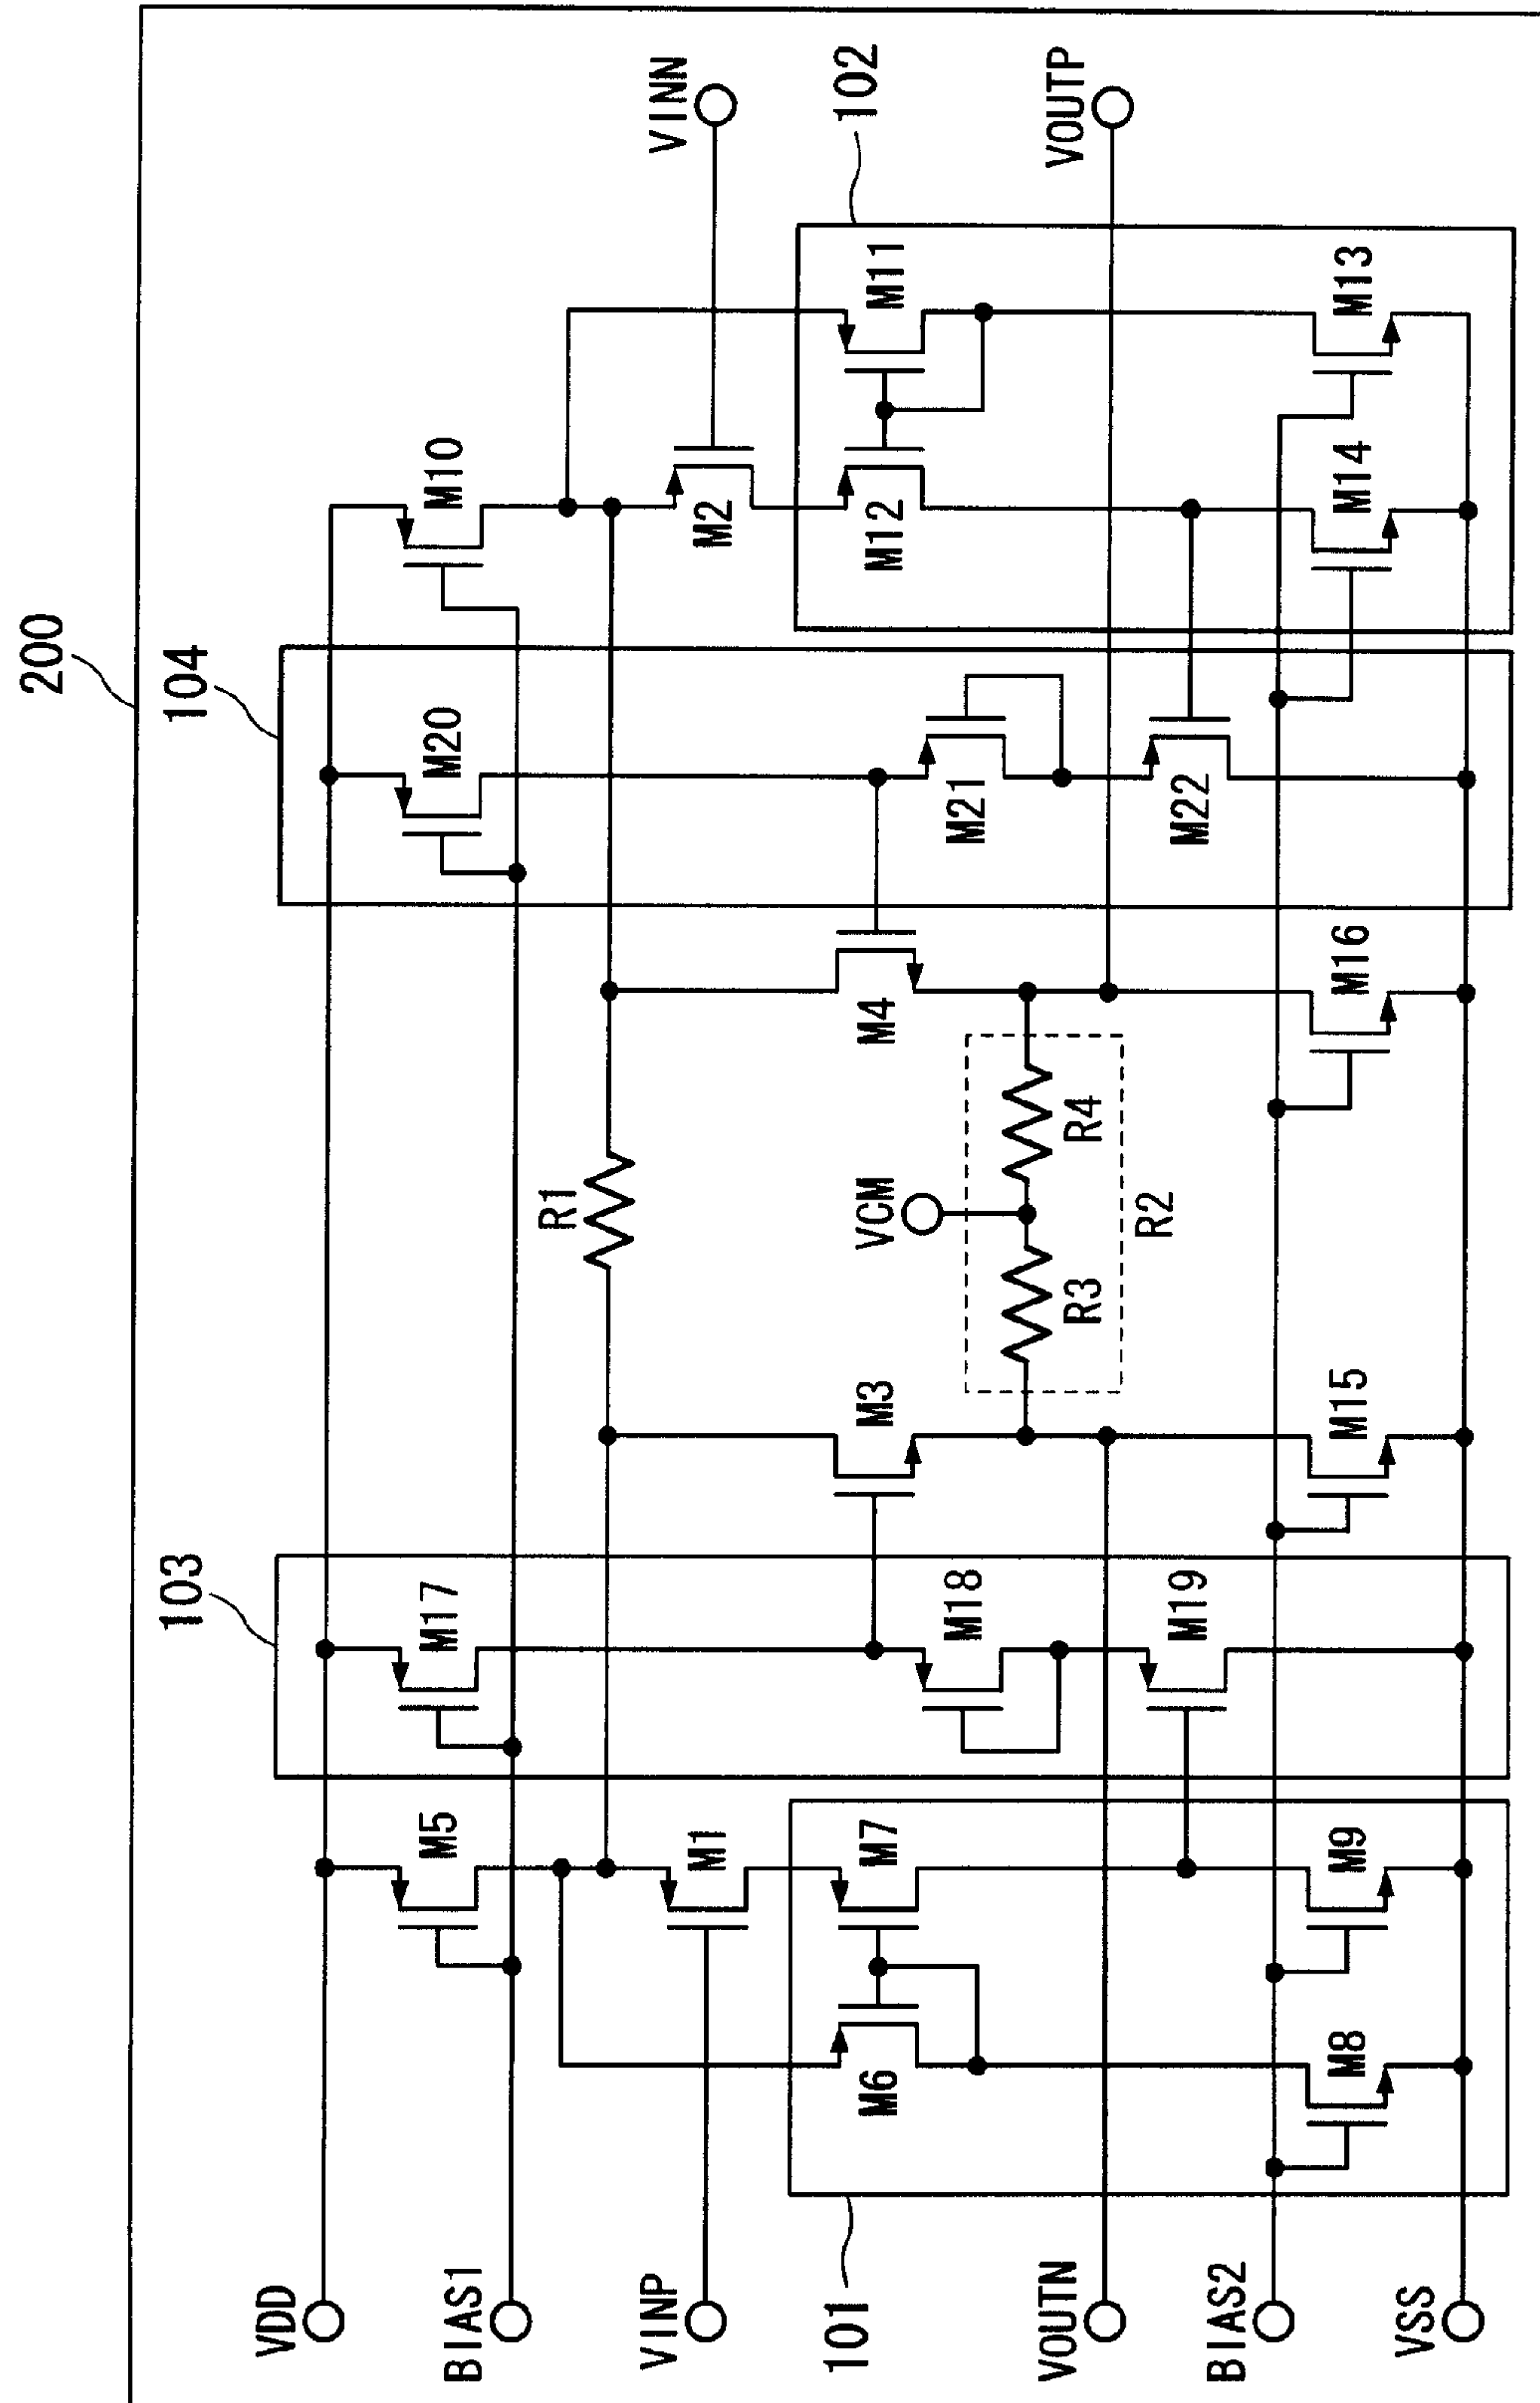 200
103
104
VDD
M5
M17
M20
M10
BIAS1
VINN
R1
VINP
M1
M2
102
101
M6
M7
M18
M3
VCM
M4
M21
M12
M11
R3
R4
R2
VOUTN
VOUTP
M19
M22
BIAS2
M8
M9
M15
M16
M14
M13
VSS